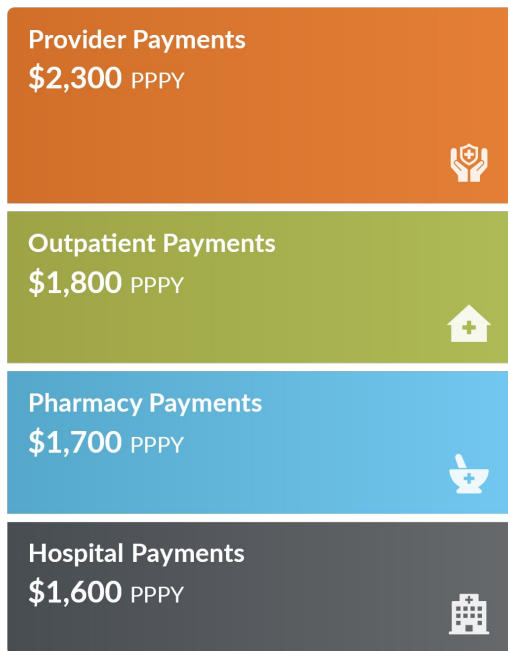 Provider Payments
$2,300 PPPY
Outpatient Payments
$1,800 PPPY
Pharmacy Payments
$1,700 PPPY
Hospital Payments
$1,600 PPPY